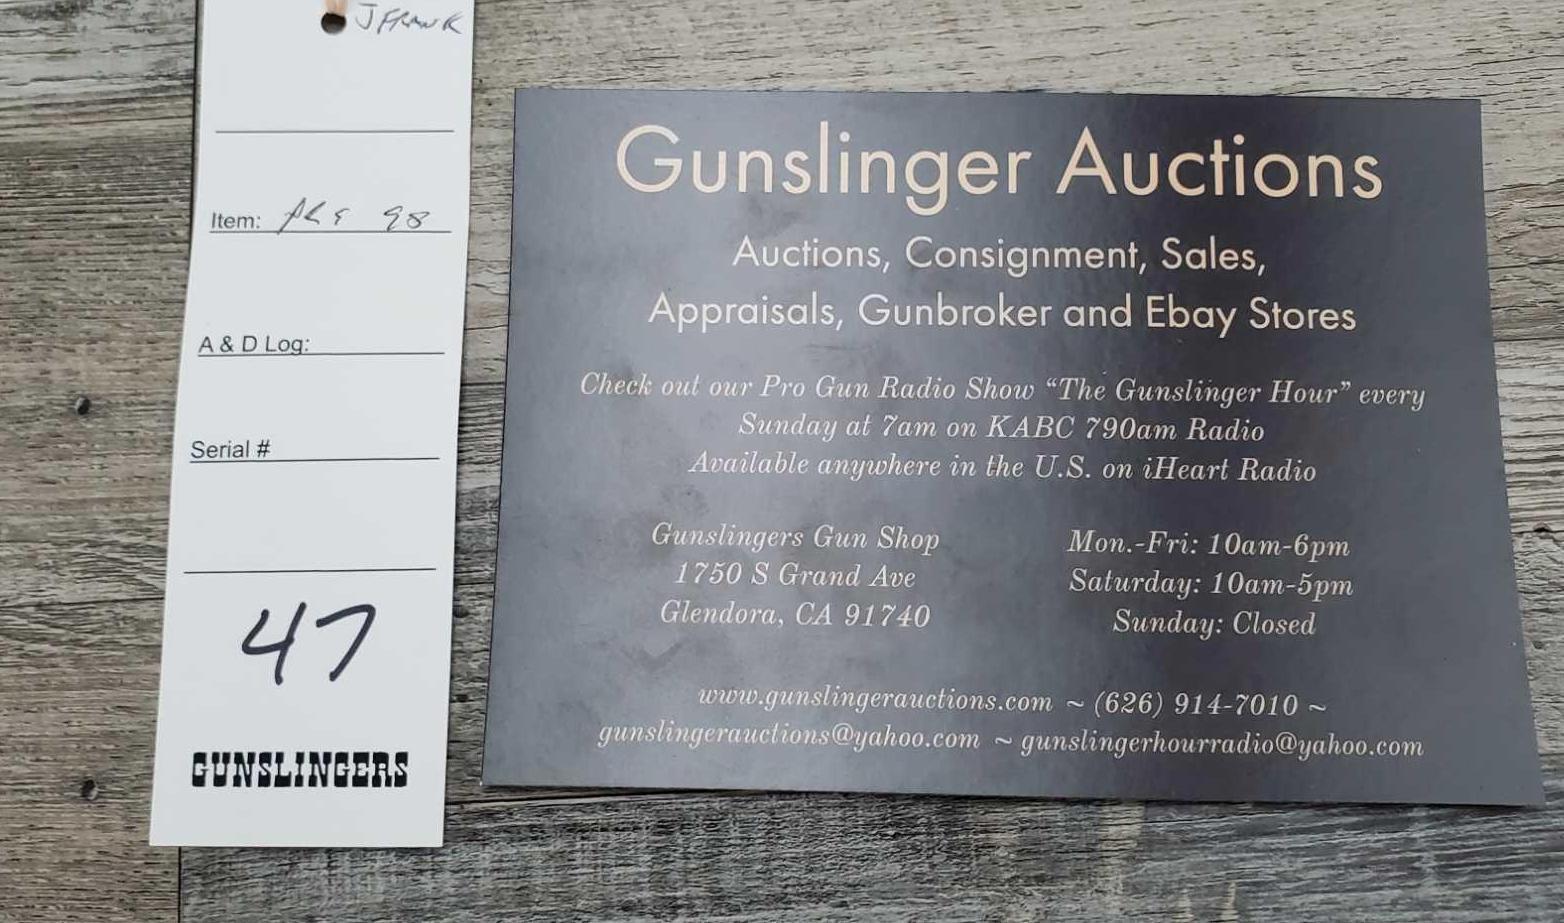 J FRANK
Item: 98
A & D Log:
Serial #
47
GUNSLINGERS
Gunslinger Auctions
Auctions, Consignment, Sales,
Appraisals, Gunbroker and Ebay Stores
Check out our Pro Gun Radio Show “The Gunslinger Hour” every
Sunday at 7am on KABC 790am Radio
Available anywhere in the U.S. on iHeart Radio
Gunslingers Gun Shop
1750 S Grand Ave
Glendora, CA 91740
Mon.-Fri: 10am-6pm
Saturday: 10am-5pm
Sunday: Closed
www.gunslingerauctions.com ~ (626) 914-7010 ~
gunslingerauctions@yahoo.com ~ gunslingerhourradio@yahoo.com